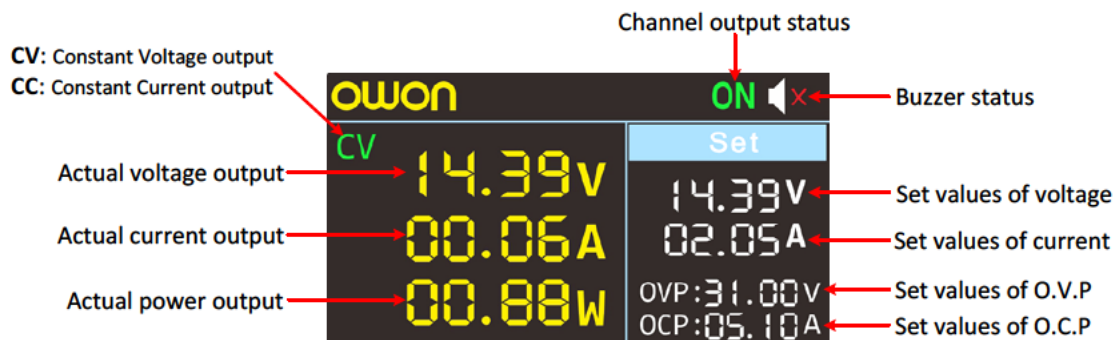 Channel output status
CV: Constant Voltage output
CC: Constant Current output
owon
ON
Buzzer status
CV
Set
Actual voltage output
14.39V
14.39V
Set values of voltage
Actual current output
00.06A
02.05A
Set values of current
Actual power output
00.88W
OVP:31.00V
Set values of O.V.P
OCP:05.10A
Set values of O.C.P